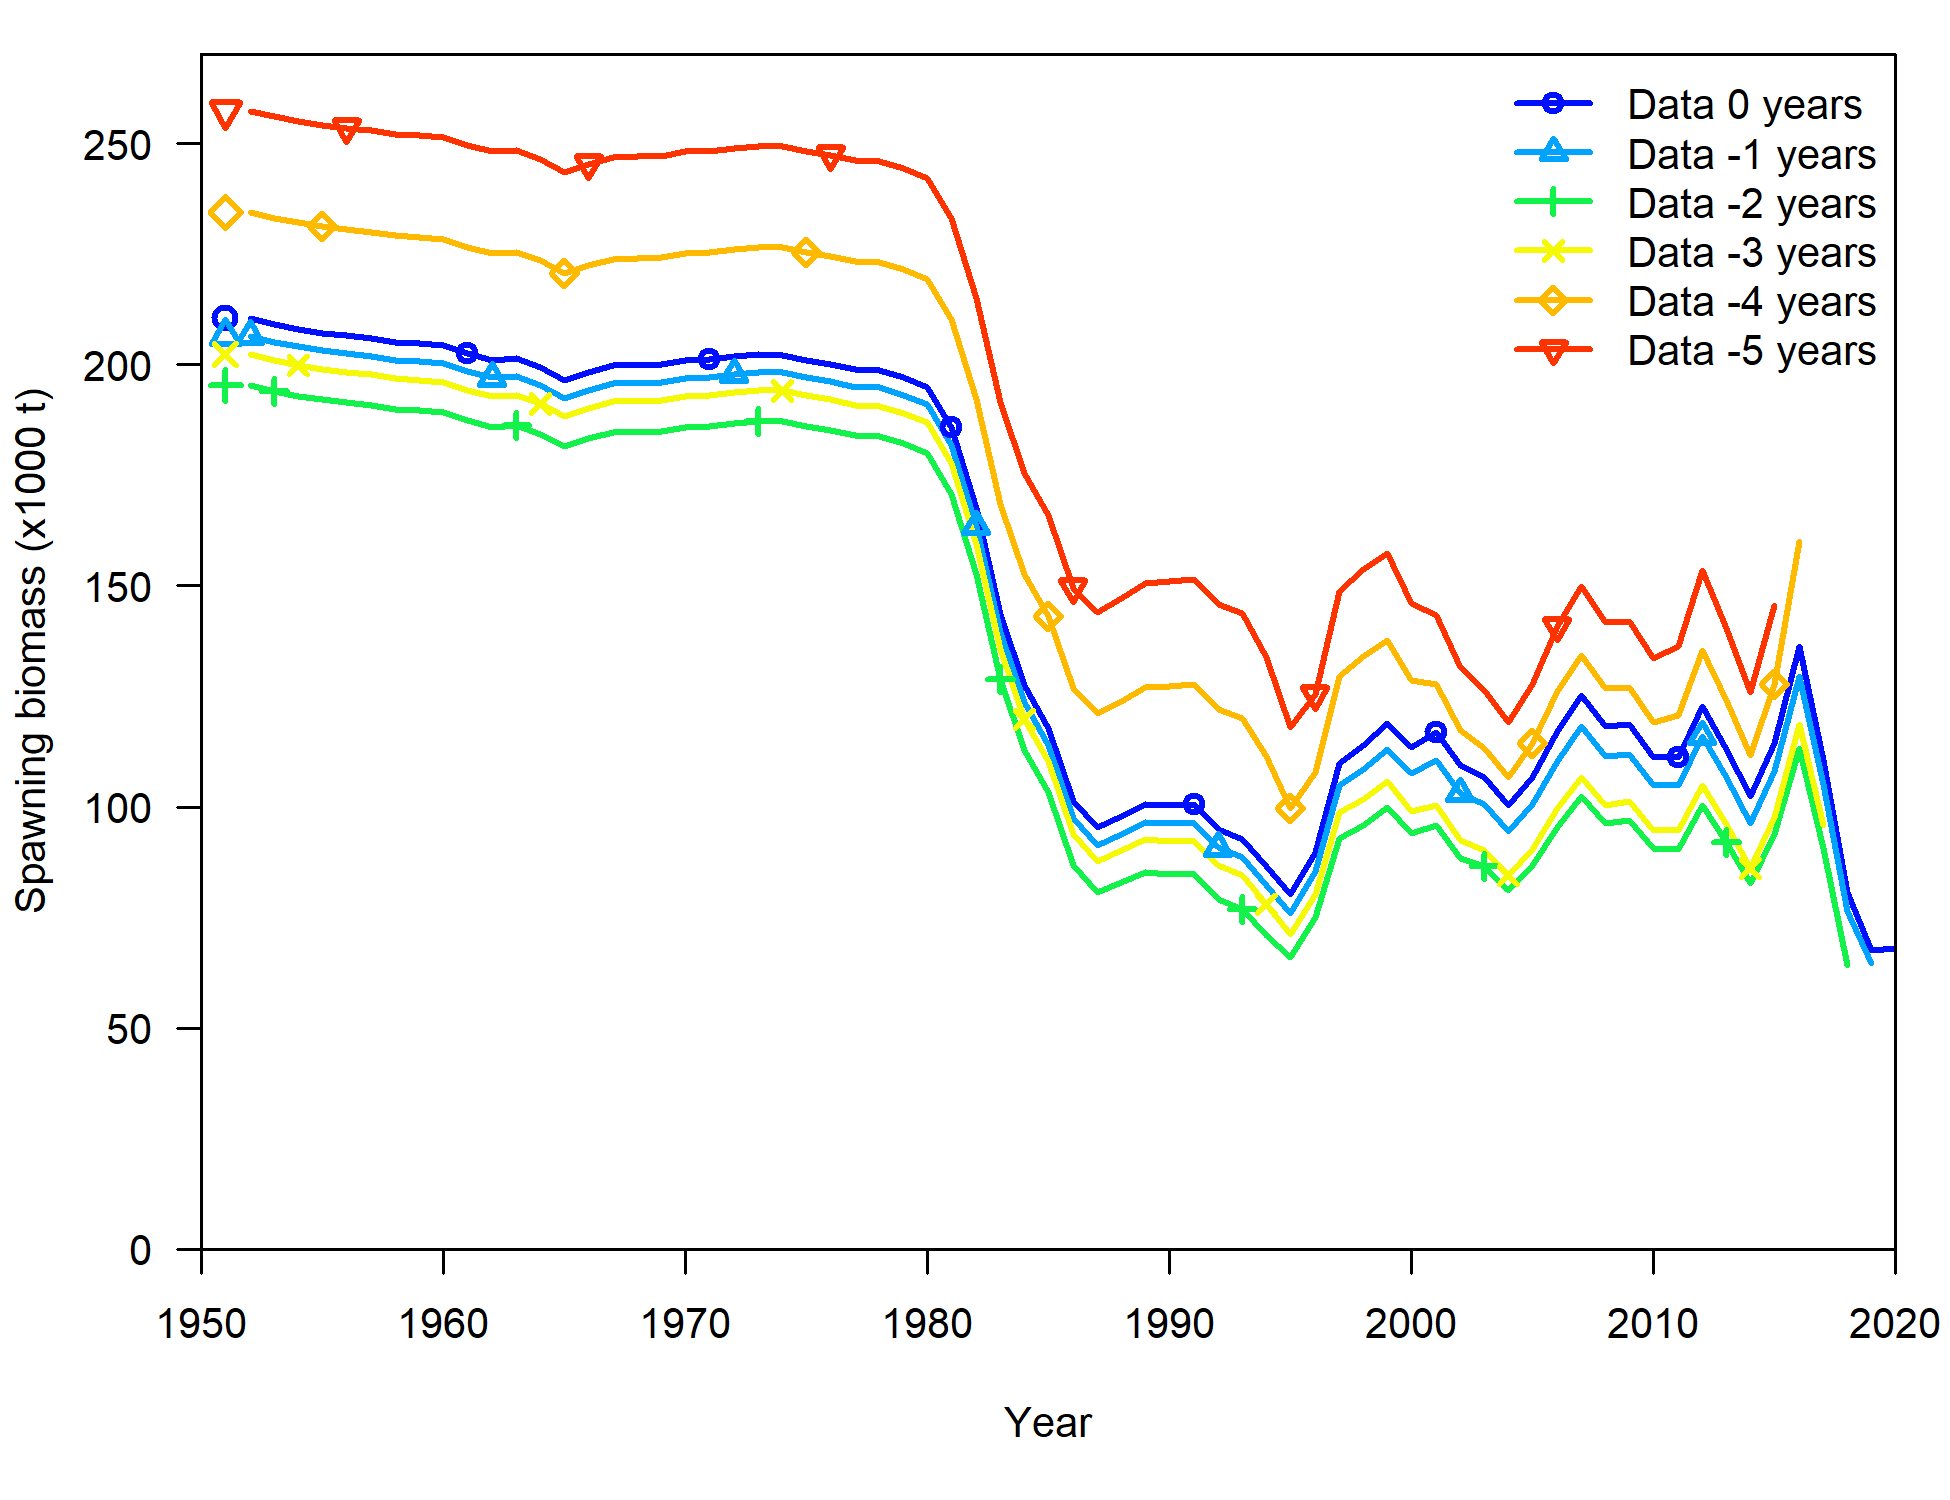 Data 0 years
Data -1 years
Data -2 years
Data -3 years
Data -4 years
Data -5 years
Spawning biomass (x1000 t)
250
200
150
100
50
0
1950 1960 1970 1980 1990 2000 2010 2020
Year